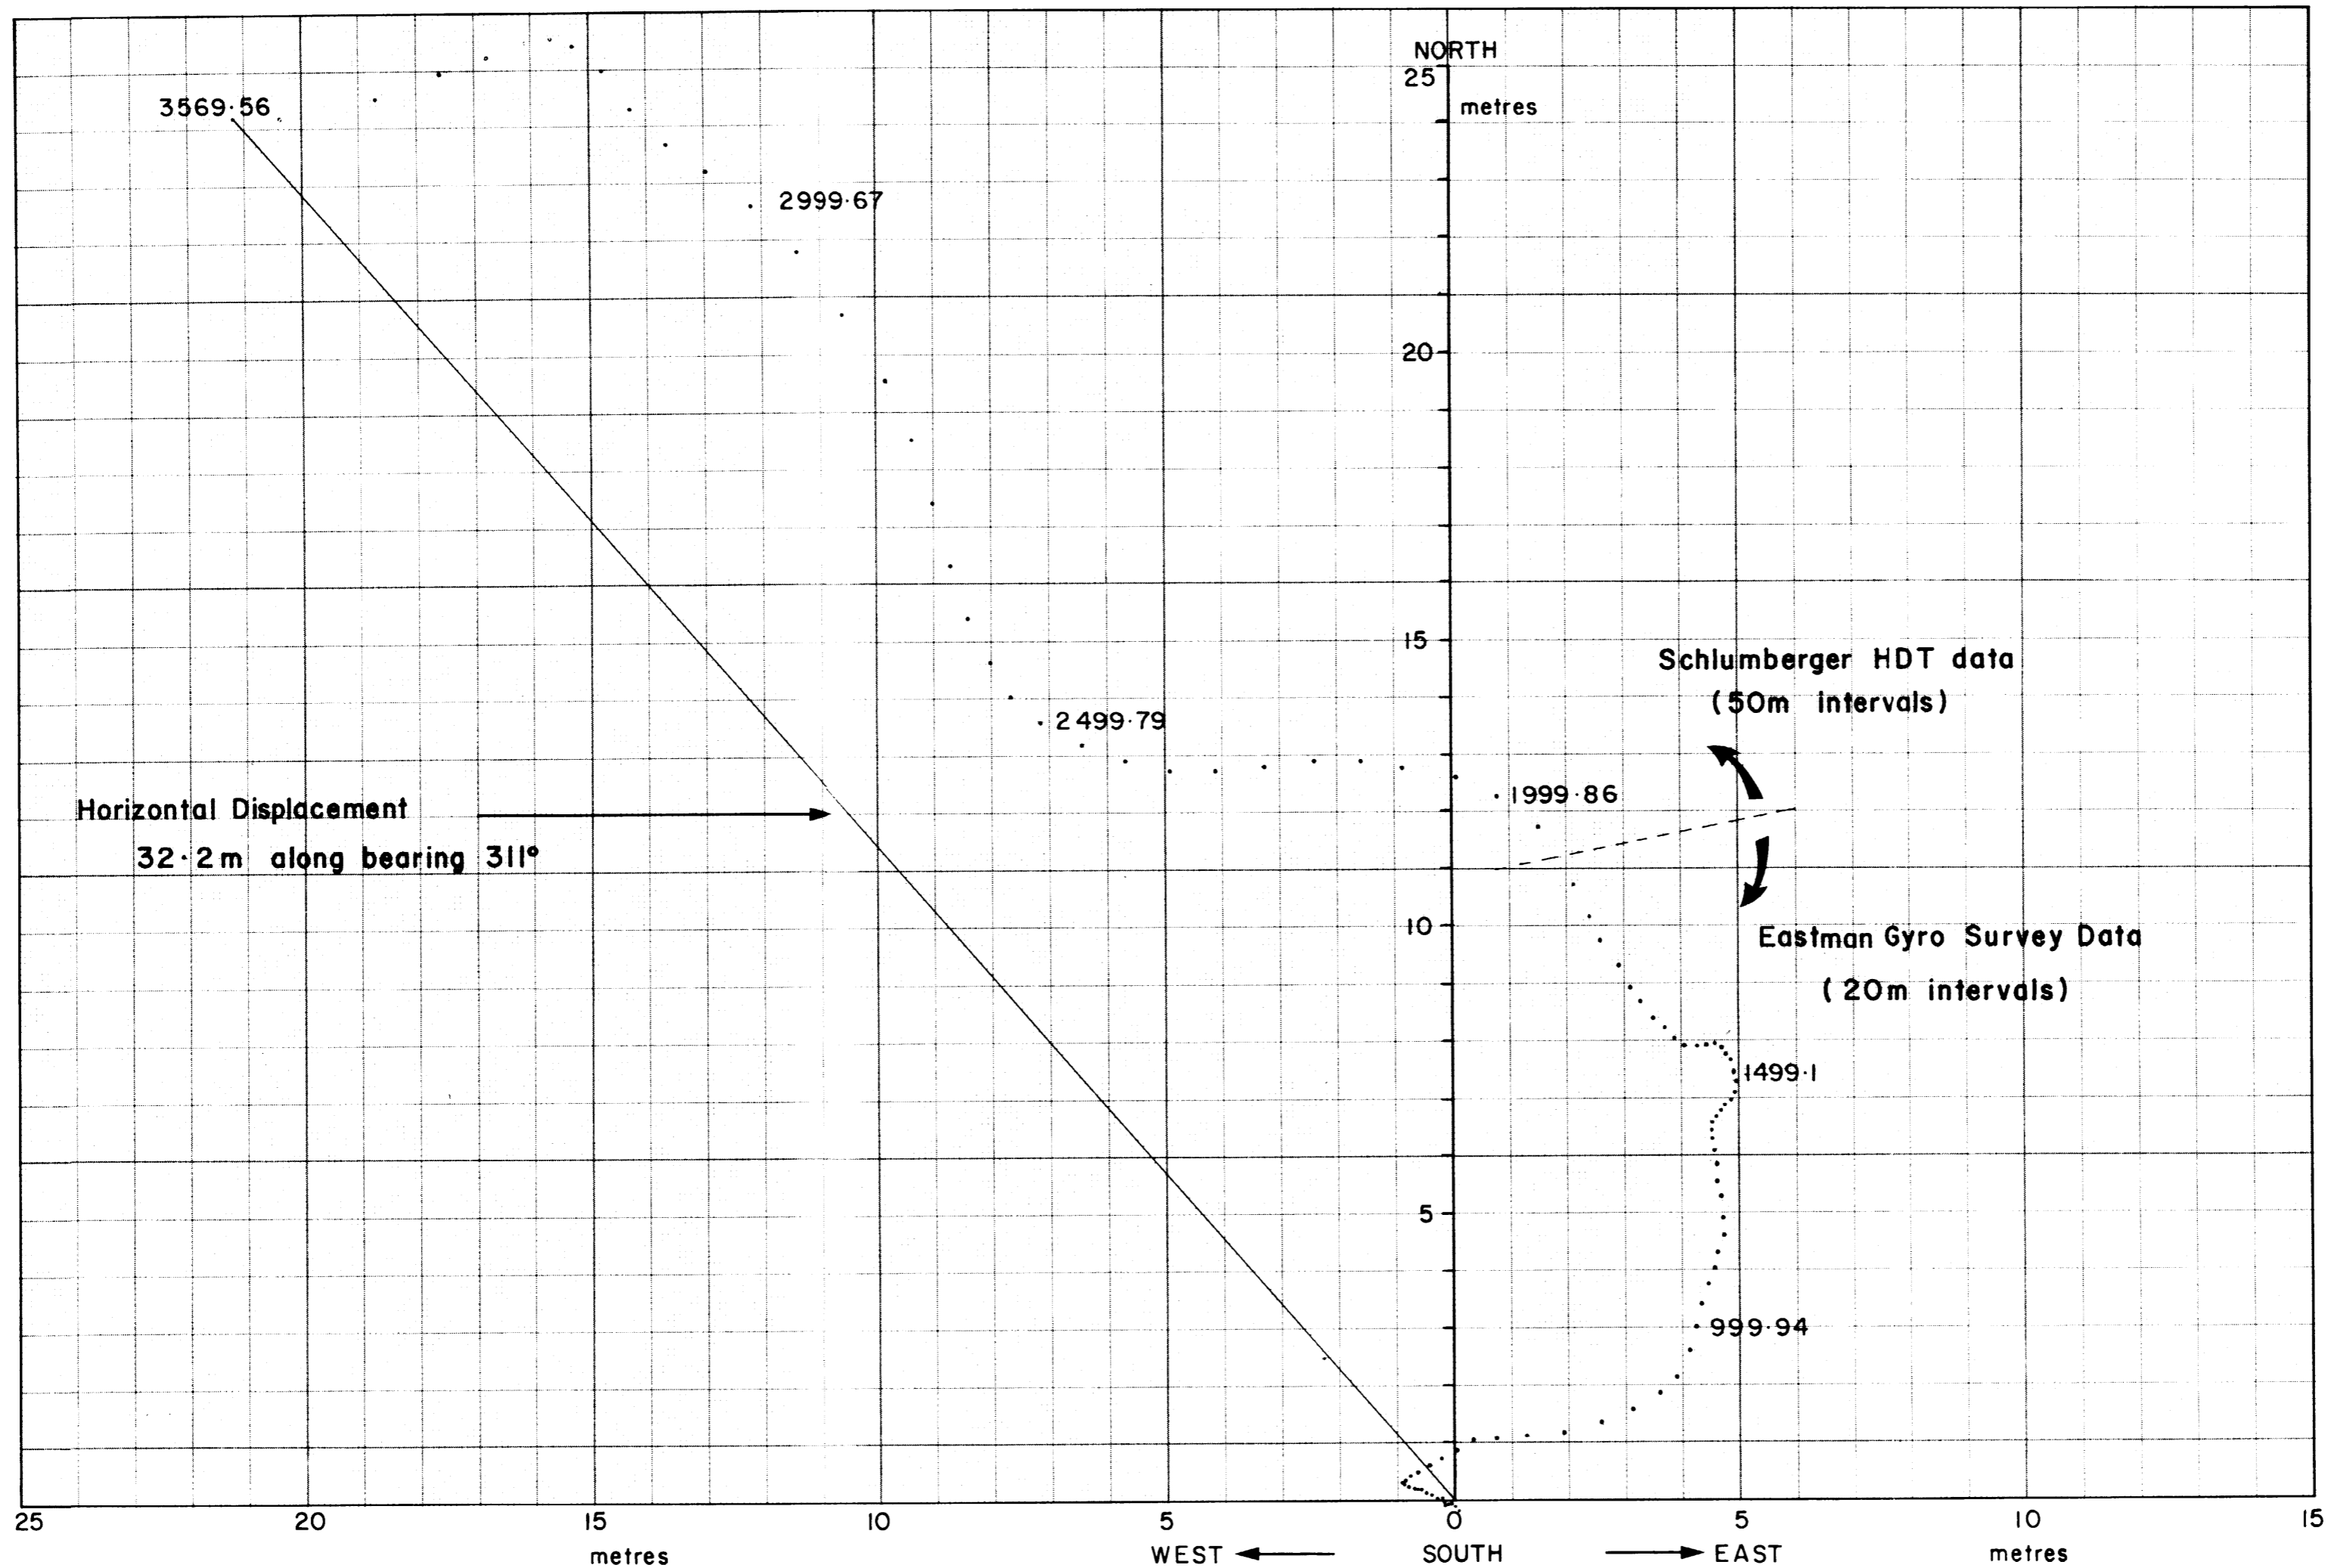 NORTH
25
metres
3569·56
2999·67
20
15
Schlumberger HDT data
(50m intervals)
2499·79
1999·86
Horizontal Displacement
32·2m along bearing 311°
10
Eastman Gyro Survey Data
(20m intervals)
1499·1
5
999·94
25 20 15 10 5 0 5 10 15
metres WEST SOUTH EAST metres